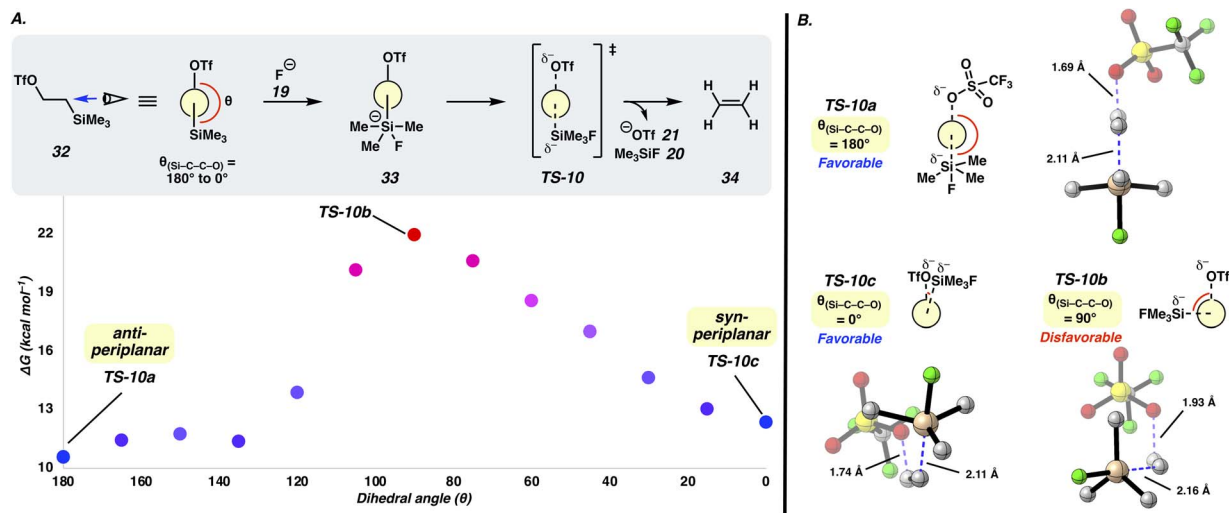 A.
TfO
SiMe₃
32
OTf
θ
SiMe₃
θ(Si–C–C–O) =
180° to 0°
F⊖
19
OTf
⊖
Si
Me
Me
Me
F
33
‡
δ⁻
OTf
SiMe₃F
δ⁻
TS-10
⊖OTf 21
Me₃SiF 20
H H
H H
34
ΔG (kcal mol⁻¹)
22
19
16
13
10
TS-10b
anti-
periplanar
TS-10a
syn-
periplanar
TS-10c
180 160 140 120 100 80 60 40 20 0
Dihedral angle (θ)
B.
TS-10a
θ(Si–C–C–O)
= 180°
Favorable
δ⁻
O
S
O
O
CF₃
δ⁻
Si
Me
Me
Me
F
1.69 Å
2.11 Å
TS-10c
θ(Si–C–C–O)
= 0°
Favorable
δ⁻ δ⁻
TfO
SiMe₃F
1.74 Å
2.11 Å
TS-10b
θ(Si–C–C–O)
= 90°
Disfavorable
δ⁻
OTf
δ⁻
FMe₃Si
1.93 Å
2.16 Å